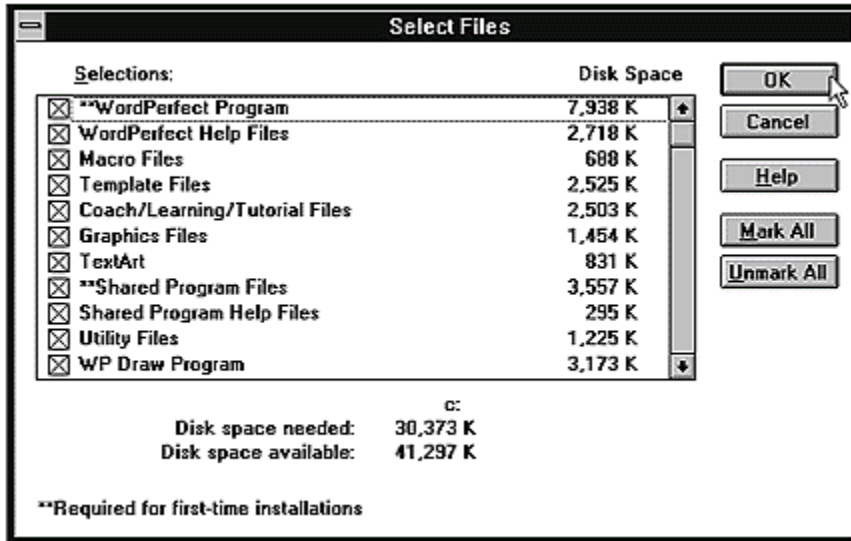 Select Files
Selections: Disk Space
**WordPerfect Program 7,938 K
WordPerfect Help Files 2,718 K
Macro Files 688 K
Template Files 2,525 K
Coach/Learning/Tutorial Files 2,503 K
Graphics Files 1,454 K
TextArt 831 K
**Shared Program Files 3,557 K
Shared Program Help Files 295 K
Utility Files 1,225 K
WP Draw Program 3,173 K
OK
Cancel
Help
Mark All
Unmark All
c:
Disk space needed: 30,373 K
Disk space available: 41,297 K
**Required for first-time installations